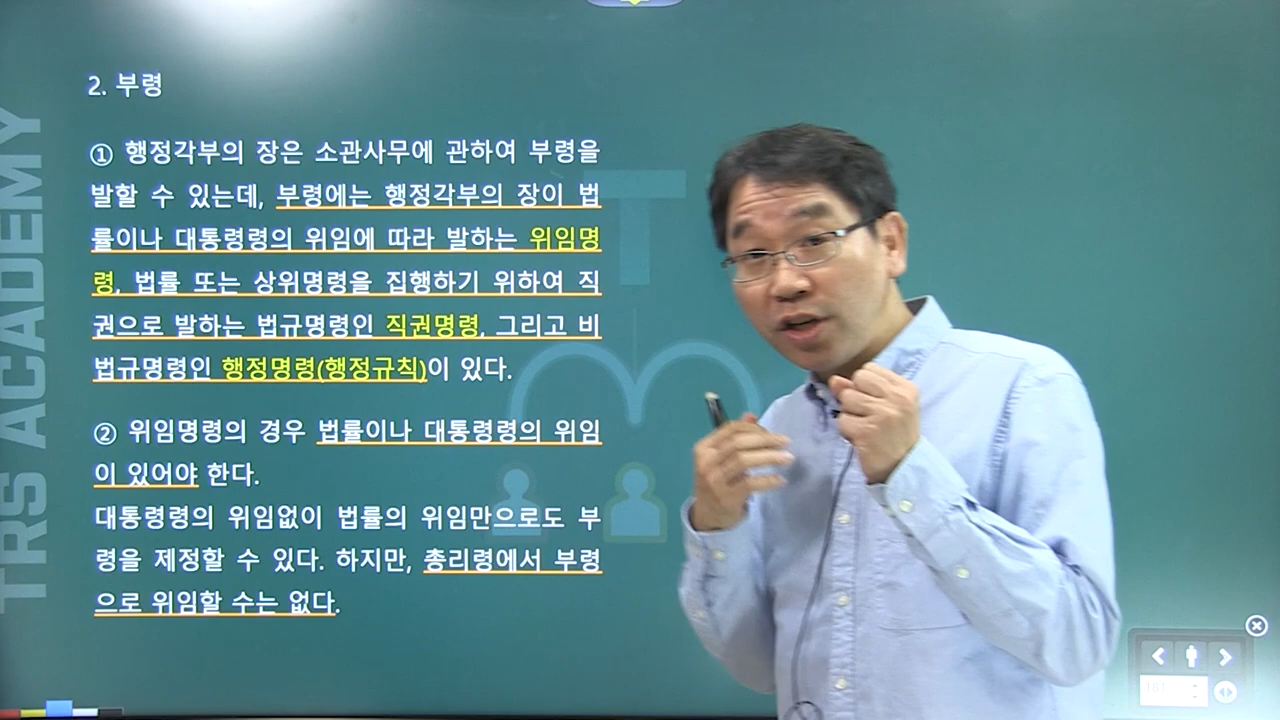 2. 부령
① 행정각부의 장은 소관사무에 관하여 부령을
발할 수 있는데, 부령에는 행정각부의 장이 법
률이나 대통령령의 위임에 따라 발하는 위임명
령, 법률 또는 상위명령을 집행하기 위하여 직
권으로 발하는 법규명령인 직권명령, 그리고 비
법규명령인 행정명령(행정규칙)이 있다.
② 위임명령의 경우 법률이나 대통령령의 위임
이 있어야 한다.
대통령령의 위임없이 법률의 위임만으로도 부
령을 제정할 수 있다. 하지만, 총리령에서 부령
으로 위임할 수는 없다.
TRS ACADEMY